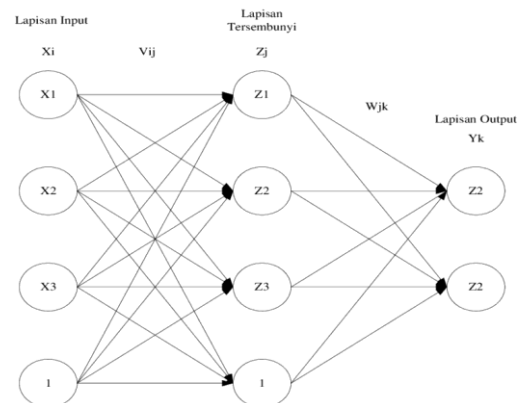 Lapisan Input
Xi
Vij
Lapisan
Tersembunyi
Zj
Wjk
Lapisan Output
Yk
X1
X2
X3
1
Z1
Z2
Z3
1
Z2
Z2